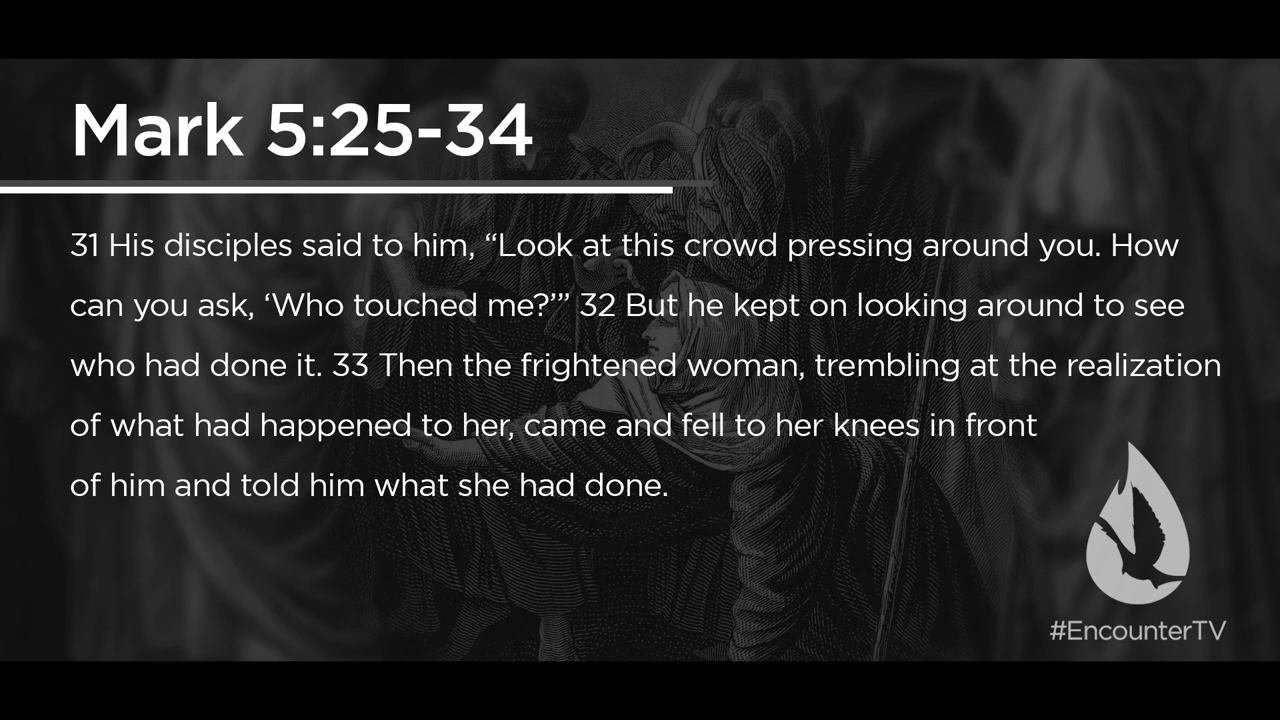 Mark 5:25-34
31 His disciples said to him, “Look at this crowd pressing around you. How
can you ask, ‘Who touched me?’” 32 But he kept on looking around to see
who had done it. 33 Then the frightened woman, trembling at the realization
of what had happened to her, came and fell to her knees in front
of him and told him what she had done.
#EncounterTV